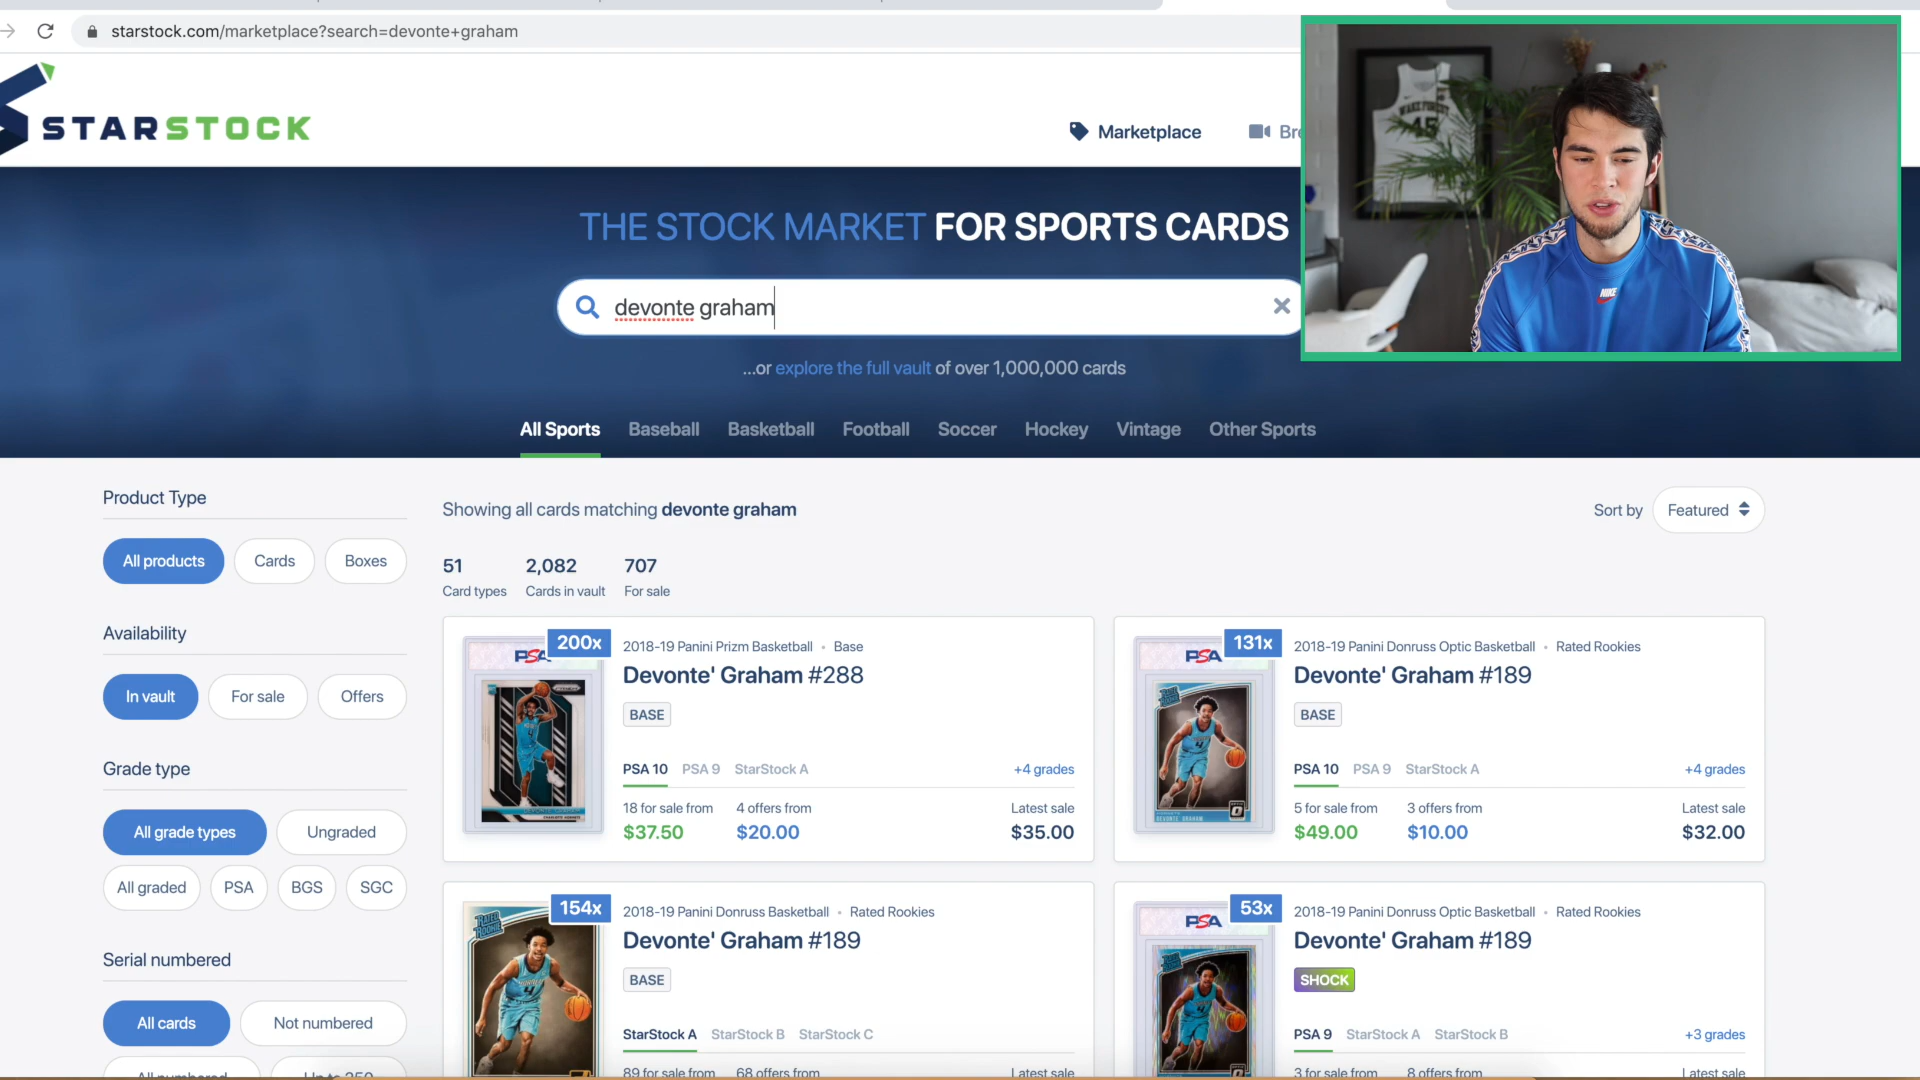 starstock.com/marketplace?search=devonte+graham
STARSTOCK
Marketplace
WAKE FOREST
NIKE
THE STOCK MARKET FOR SPORTS CARDS
devonte graham
...or explore the full vault of over 1,000,000 cards
All Sports Baseball Basketball Football Soccer Hockey Vintage Other Sports
Product Type
All products Cards Boxes
Availability
In vault For sale Offers
Grade type
All grade types Ungraded
All graded PSA BGS SGC
Serial numbered
All cards Not numbered
Showing all cards matching devonte graham
Sort by Featured
51 2,082 707
Card types Cards in vault For sale
PSA 200x
2018-19 Panini Prizm Basketball • Base
Devonte' Graham #288
BASE
PSA 10 PSA 9 StarStock A +4 grades
18 for sale from 4 offers from Latest sale
$37.50 $20.00 $35.00
PSA 131x
2018-19 Panini Donruss Optic Basketball • Rated Rookies
Devonte' Graham #189
BASE
PSA 10 PSA 9 StarStock A +4 grades
5 for sale from 3 offers from Latest sale
$49.00 $10.00 $32.00
154x
RATED ROOKIE
2018-19 Panini Donruss Basketball • Rated Rookies
Devonte' Graham #189
BASE
StarStock A StarStock B StarStock C
89 for sale from 68 offers from Latest sale
PSA 53x
2018-19 Panini Donruss Optic Basketball • Rated Rookies
Devonte' Graham #189
SHOCK
PSA 9 StarStock A StarStock B +3 grades
3 for sale from 8 offers from Latest sale